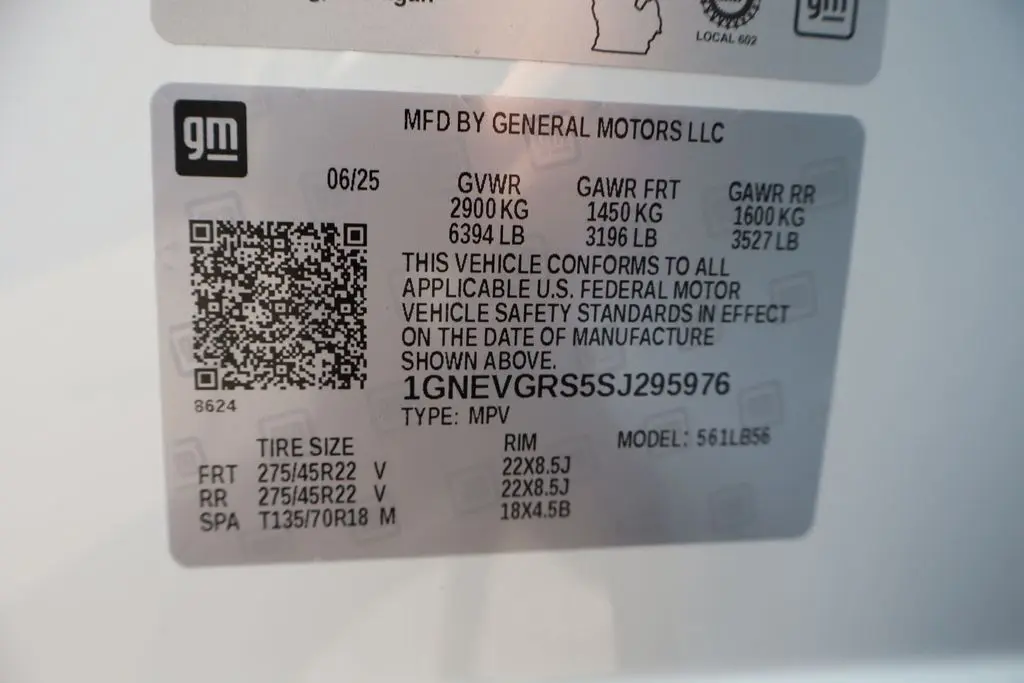 LOCAL 602
gm
gm
MFD BY GENERAL MOTORS LLC
06/25
GVWR GAWR FRT GAWR RR
2900 KG 1450 KG 1600 KG
6394 LB 3196 LB 3527 LB
THIS VEHICLE CONFORMS TO ALL
APPLICABLE U.S. FEDERAL MOTOR
VEHICLE SAFETY STANDARDS IN EFFECT
ON THE DATE OF MANUFACTURE
SHOWN ABOVE.
1GNEVGRS5SJ295976
8624
TYPE: MPV
TIRE SIZE RIM MODEL: 561LB56
FRT 275/45R22 V 22X8.5J
RR 275/45R22 V 22X8.5J
SPA T135/70R18 M 18X4.5B